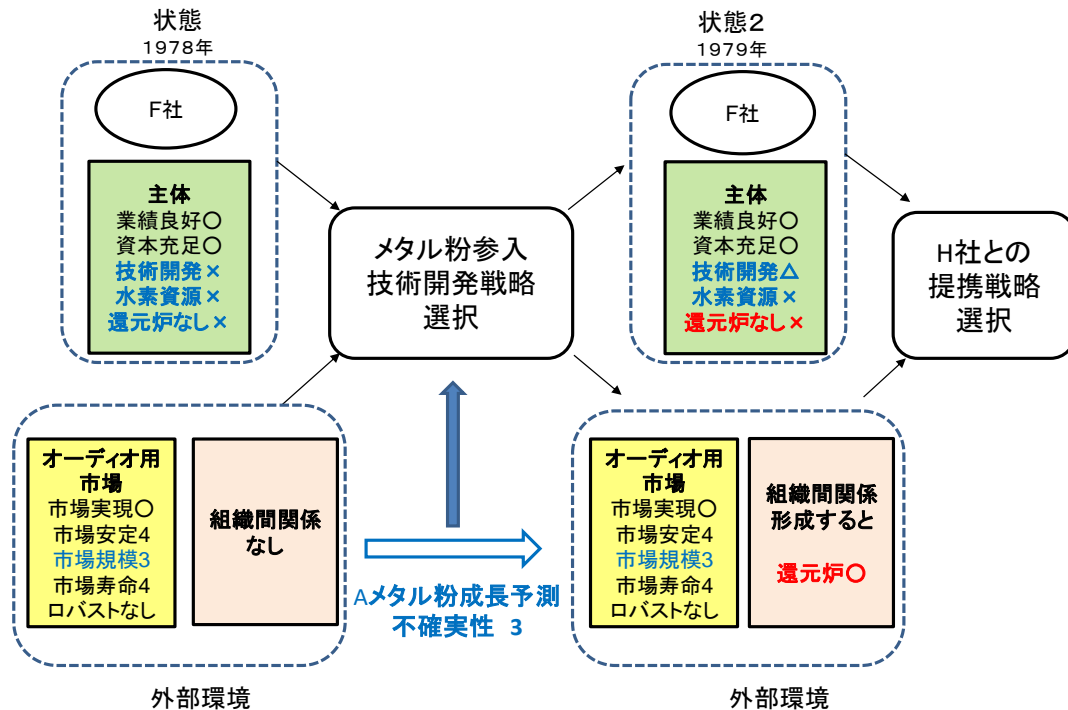 状態
1978年
F社
主体
業績良好〇
資本充足〇
技術開発×
水素資源×
還元炉なし×
メタル粉参入
技術開発戦略
選択
状態2
1979年
F社
主体
業績良好〇
資本充足〇
技術開発△
水素資源×
還元炉なし×
H社との
提携戦略
選択
オーディオ用
市場
市場実現〇
市場安定4
市場規模3
市場寿命4
ロバストなし
組織間関係
なし
Aメタル粉成長予測
不確実性 3
オーディオ用
市場
市場実現〇
市場安定4
市場規模3
市場寿命4
ロバストなし
組織間関係
形成すると
還元炉〇
外部環境
外部環境